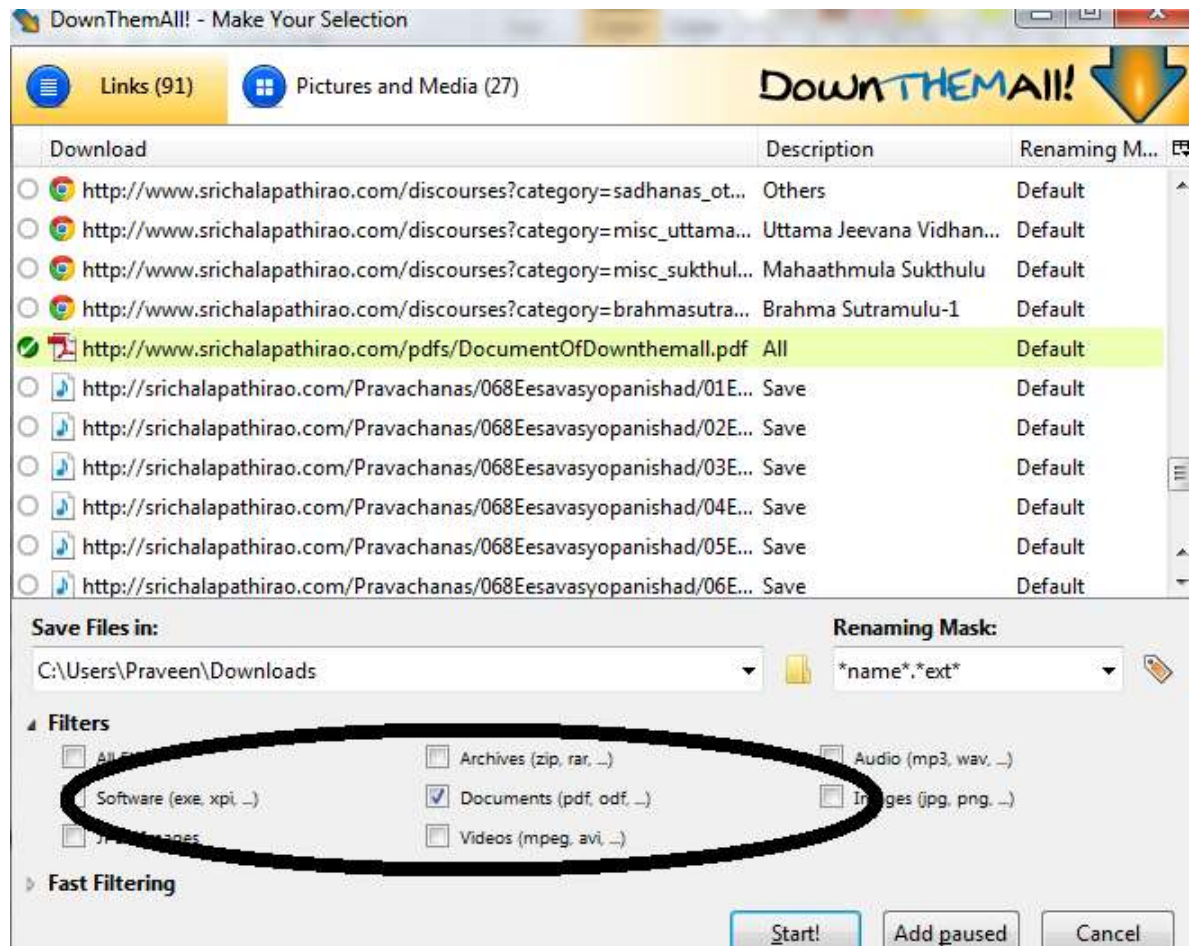 DownThemAll! - Make Your Selection
Links (91) Pictures and Media (27) DownTHEMAll!
Download Description Renaming M...
http://www.srichalapathirao.com/discourses?category=sadhanas_ot... Others Default
http://www.srichalapathirao.com/discourses?category=misc_uttama... Uttama Jeevana Vidhan... Default
http://www.srichalapathirao.com/discourses?category=misc_sukthul... Mahaathmula Sukthulu Default
http://www.srichalapathirao.com/discourses?category=brahmasutra... Brahma Sutramulu-1 Default
http://www.srichalapathirao.com/pdfs/DocumentOfDownthemall.pdf All Default
http://srichalapathirao.com/Pravachanas/068Eesavasyopanishad/01E... Save Default
http://srichalapathirao.com/Pravachanas/068Eesavasyopanishad/02E... Save Default
http://srichalapathirao.com/Pravachanas/068Eesavasyopanishad/03E... Save Default
http://srichalapathirao.com/Pravachanas/068Eesavasyopanishad/04E... Save Default
http://srichalapathirao.com/Pravachanas/068Eesavasyopanishad/05E... Save Default
http://srichalapathirao.com/Pravachanas/068Eesavasyopanishad/06E... Save Default
Save Files in: Renaming Mask:
C:\Users\Praveen\Downloads *name*.*ext*
Filters
All Archives (zip, rar, ...) Audio (mp3, wav, ...)
Software (exe, xpi, ...) Documents (pdf, odf, ...) Images (jpg, png, ...)
Videos (mpeg, avi, ...)
Fast Filtering
Start! Add paused Cancel